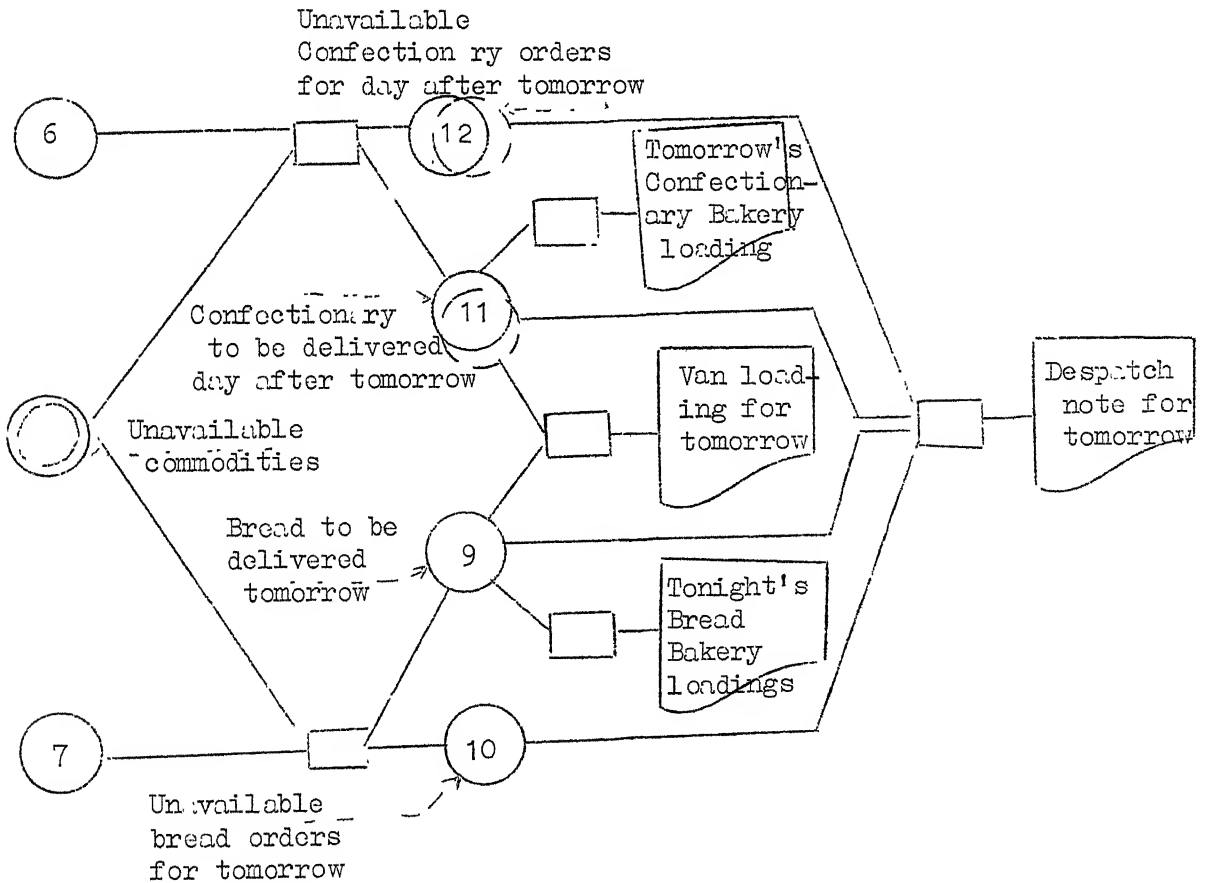 Unavailable
Confection ry orders
for day after tomorrow
6
12
Tomorrow's
Confection-
ary Bakery
loading
11
Confectionary
to be delivered
day after tomorrow
Van load-
ing for
tomorrow
Despatch
note for
tomorrow
Unavailable
commodities
Bread to be
delivered
tomorrow
9
Tonight's
Bread
Bakery
loadings
7
10
Unavailable
bread orders
for tomorrow